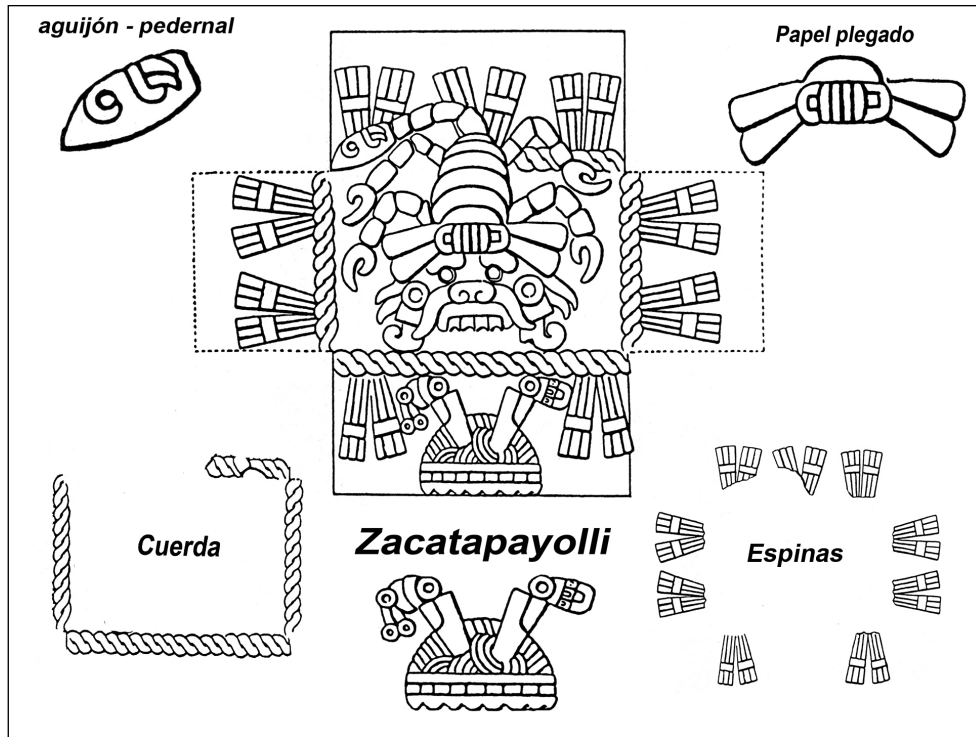 aguijón - pedernal
Papel plegado
Cuerda
Zacatapayolli
Espinas